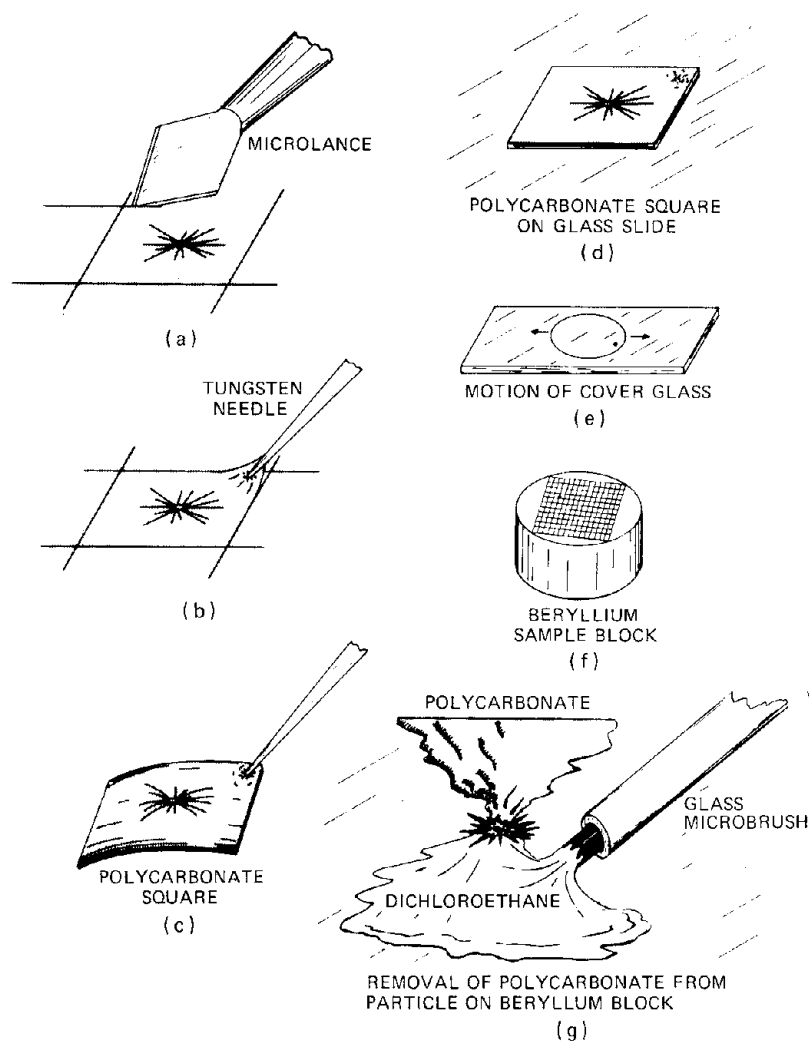 MICROLANCE
(a)
TUNGSTEN
NEEDLE
(b)
POLYCARBONATE
SQUARE
(c)
POLYCARBONATE SQUARE
ON GLASS SLIDE
(d)
MOTION OF COVER GLASS
(e)
BERYLLIUM
SAMPLE BLOCK
(f)
POLYCARBONATE
GLASS
MICROBRUSH
DICHLOROETHANE
REMOVAL OF POLYCARBONATE FROM
PARTICLE ON BERYLLUM BLOCK
(g)